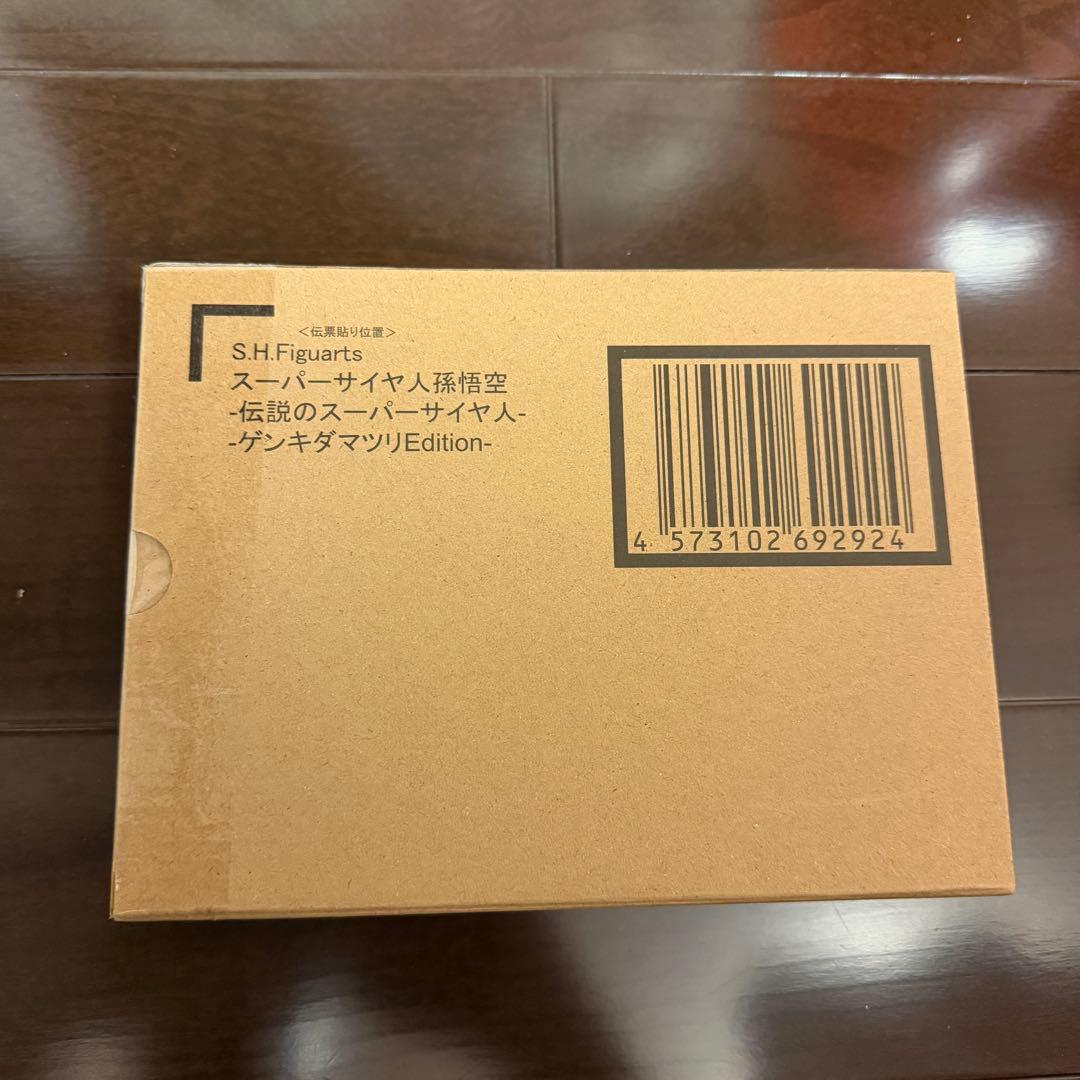 ＜伝票貼り位置＞
S.H.Figuarts
スーパーサイヤ人孫悟空
-伝説のスーパーサイヤ人-
-ゲンキダマツリEdition-
4 573102 692924